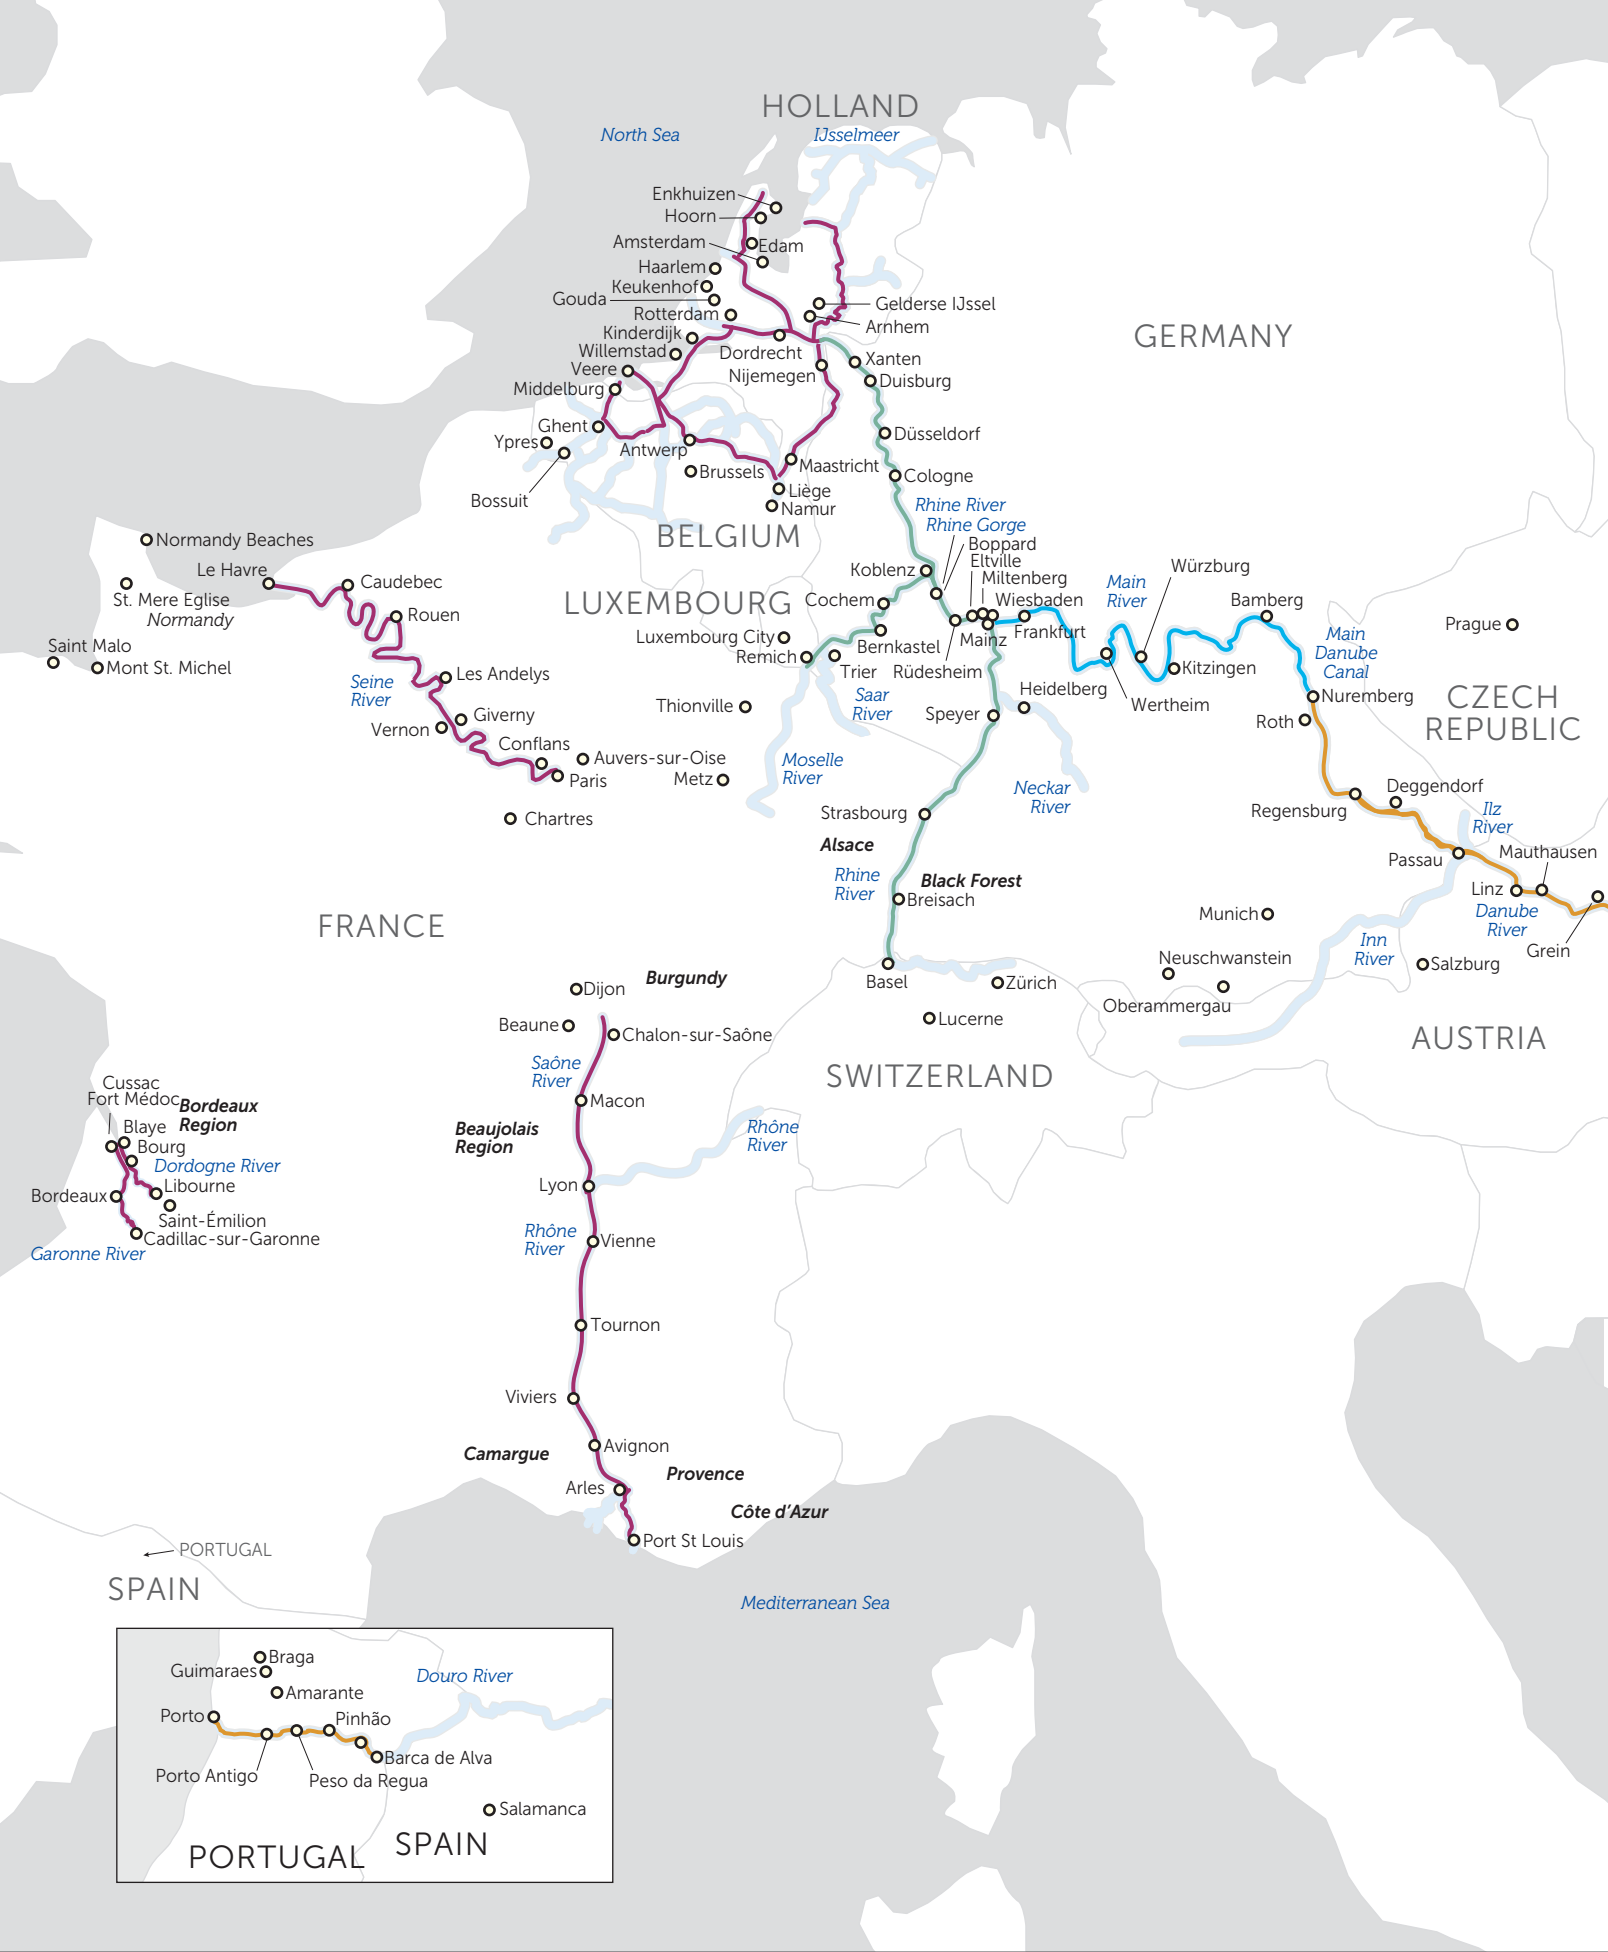 HOLLAND
North Sea
IJsselmeer
Enkhuizen
Hoorn
Amsterdam
Edam
Haarlem
Keukenhof
Gouda
Gelderse IJssel
Rotterdam
Arnhem
Kinderdijk
GERMANY
Willemstad
Dordrecht
Xanten
Veere
Nijemegen
Duisburg
Middelburg
Ghent
Ypres
Düsseldorf
Antwerp
Brussels
Maastricht
Cologne
Bossuit
Liège
Namur
Rhine River
Rhine Gorge
BELGIUM
Normandy Beaches
Boppard
Eltville
Le Havre
Caudebec
Koblenz
Miltenberg
Main
River
Würzburg
St. Mere Eglise
Normandy
LUXEMBOURG
Cochem
Wiesbaden
Bamberg
Rouen
Frankfurt
Prague
Saint Malo
Mont St. Michel
Luxembourg City
Remich
Bernkastel
Mainz
Main
Danube
Canal
Les Andelys
Trier
Rüdesheim
Kitzingen
Seine
River
Saar
River
Heidelberg
Wertheim
Nuremberg
CZECH
REPUBLIC
Thionville
Giverny
Speyer
Roth
Vernon
Conflans
Auvers-sur-Oise
Moselle
River
Metz
Paris
Neckar
River
Deggendorf
Chartres
Strasbourg
Regensburg
Ilz
River
Alsace
Passau
Mauthausen
Rhine
River
Black Forest
Linz
Breisach
FRANCE
Munich
Danube
River
Inn
River
Grein
Burgundy
Neuschwanstein
Salzburg
Dijon
Basel
Zürich
Oberammergau
Beaune
Chalon-sur-Saône
Lucerne
AUSTRIA
Saône
River
SWITZERLAND
Cussac
Fort Médoc
Bordeaux
Region
Macon
Blaye
Beaujolais
Region
Rhône
River
Bourg
Dordogne River
Libourne
Lyon
Bordeaux
Saint-Émilion
Cadillac-sur-Garonne
Rhône
River
Vienne
Garonne River
Tournon
Viviers
Camargue
Avignon
Provence
Arles
Côte d'Azur
Port St Louis
PORTUGAL
SPAIN
Mediterranean Sea
Braga
Guimaraes
Douro River
Amarante
Porto
Pinhão
Barca de Alva
Porto Antigo
Peso da Regua
Salamanca
PORTUGAL
SPAIN